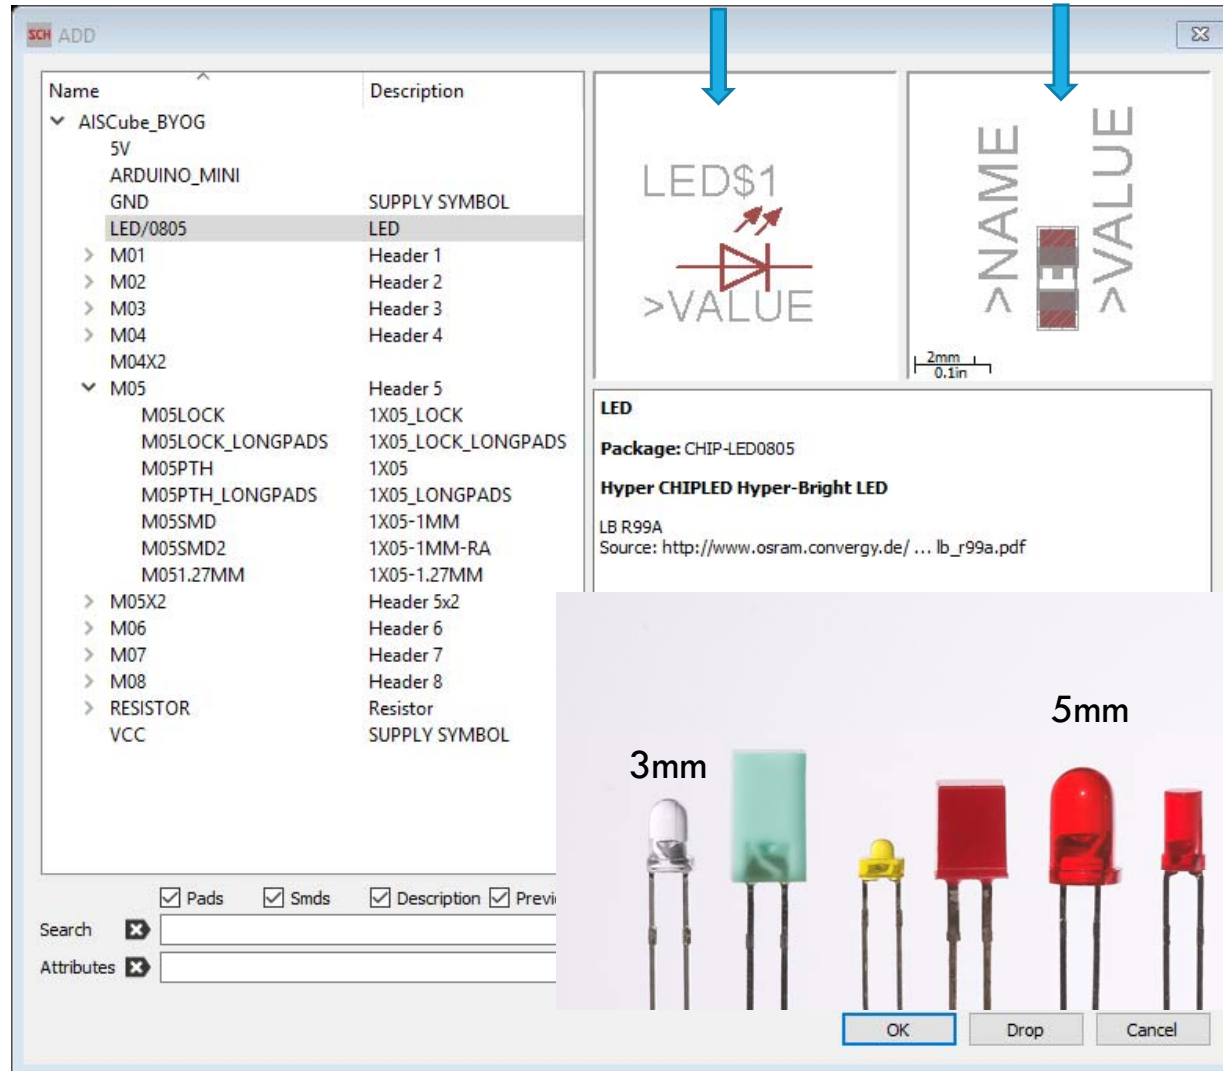 SCH ADD
Name Description
AISCube_BYOG
5V
ARDUINO_MINI
GND SUPPLY SYMBOL
LED/0805 LED
M01 Header 1
M02 Header 2
M03 Header 3
M04 Header 4
M04X2
M05 Header 5
M05LOCK 1X05_LOCK
M05LOCK_LONGPADS 1X05_LOCK_LONGPADS
M05PTH 1X05
M05PTH_LONGPADS 1X05_LONGPADS
M05SMD 1X05-1MM
M05SMD2 1X05-1MM-RA
M051.27MM 1X05-1.27MM
M05X2 Header 5x2
M06 Header 6
M07 Header 7
M08 Header 8
RESISTOR Resistor
VCC SUPPLY SYMBOL
Pads Smds Description Previ
Search
Attributes
LED$1
>VALUE
>NAME
>VALUE
2mm
0.1in
LED
Package: CHIP-LED0805
Hyper CHIPLED Hyper-Bright LED
LB R99A
Source: http://www.osram.convergy.de/ ... lb_r99a.pdf
3mm
5mm
OK Drop Cancel